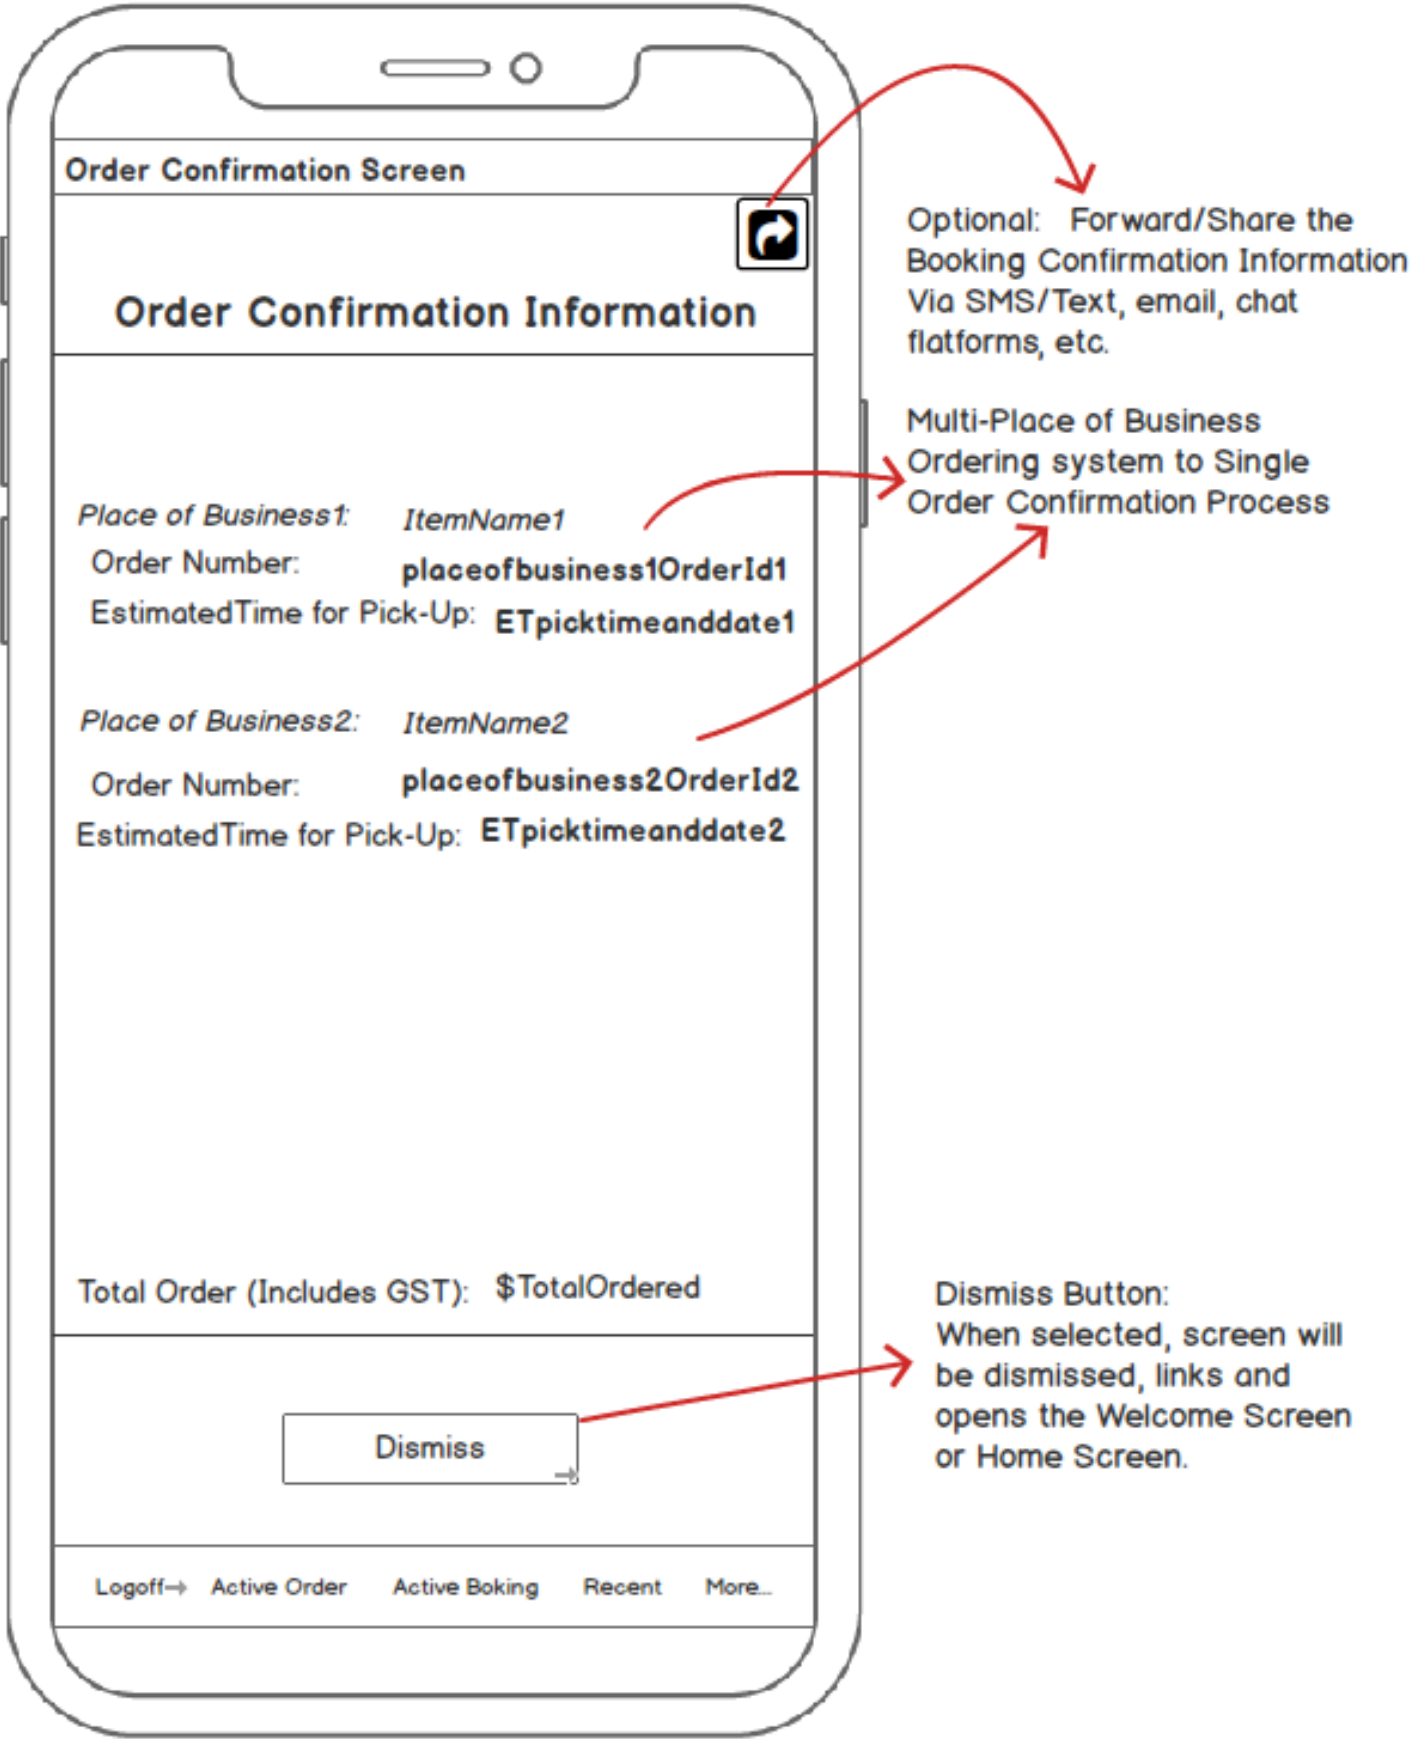 Order Confirmation Screen
Order Confirmation Information
Place of Business1: ItemName1
Order Number: placeofbusiness1OrderId1
EstimatedTime for Pick-Up: ETpicktimeanddate1
Place of Business2: ItemName2
Order Number: placeofbusiness2OrderId2
EstimatedTime for Pick-Up: ETpicktimeanddate2
Total Order (Includes GST): $TotalOrdered
Dismiss
Logoff Active Order Active Boking Recent More...
Optional: Forward/Share the
Booking Confirmation Information
Via SMS/Text, email, chat
flatforms, etc.
Multi-Place of Business
Ordering system to Single
Order Confirmation Process
Dismiss Button:
When selected, screen will
be dismissed, links and
opens the Welcome Screen
or Home Screen.